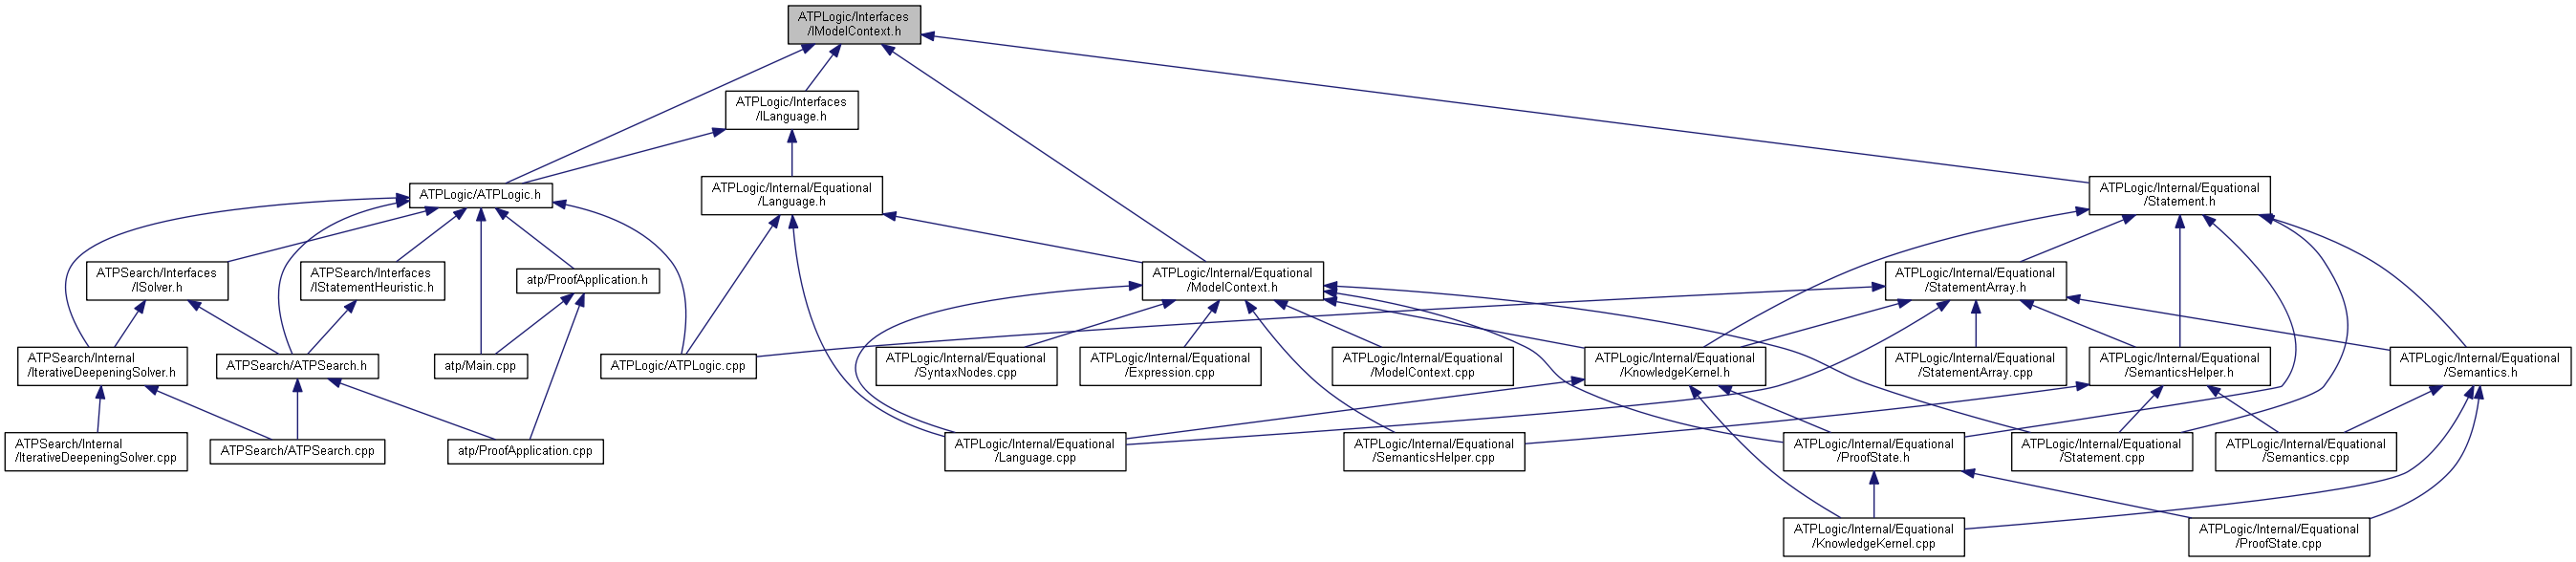 ATPLogic/Interfaces
/IModelContext.h
ATPLogic/Interfaces
/ILanguage.h
ATPLogic/ATPLogic.h
ATPLogic/Internal/Equational
/Language.h
ATPLogic/Internal/Equational
/Statement.h
ATPSearch/Interfaces
/ISolver.h
ATPSearch/Interfaces
/IStatementHeuristic.h
atp/ProofApplication.h
ATPLogic/Internal/Equational
/ModelContext.h
ATPLogic/Internal/Equational
/StatementArray.h
ATPSearch/Internal
/IterativeDeepeningSolver.h
ATPSearch/ATPSearch.h
atp/Main.cpp
ATPLogic/ATPLogic.cpp
ATPLogic/Internal/Equational
/SyntaxNodes.cpp
ATPLogic/Internal/Equational
/Expression.cpp
ATPLogic/Internal/Equational
/ModelContext.cpp
ATPLogic/Internal/Equational
/KnowledgeKernel.h
ATPLogic/Internal/Equational
/StatementArray.cpp
ATPLogic/Internal/Equational
/SemanticsHelper.h
ATPLogic/Internal/Equational
/Semantics.h
ATPSearch/Internal
/IterativeDeepeningSolver.cpp
ATPSearch/ATPSearch.cpp
atp/ProofApplication.cpp
ATPLogic/Internal/Equational
/Language.cpp
ATPLogic/Internal/Equational
/SemanticsHelper.cpp
ATPLogic/Internal/Equational
/ProofState.h
ATPLogic/Internal/Equational
/Statement.cpp
ATPLogic/Internal/Equational
/Semantics.cpp
ATPLogic/Internal/Equational
/KnowledgeKernel.cpp
ATPLogic/Internal/Equational
/ProofState.cpp